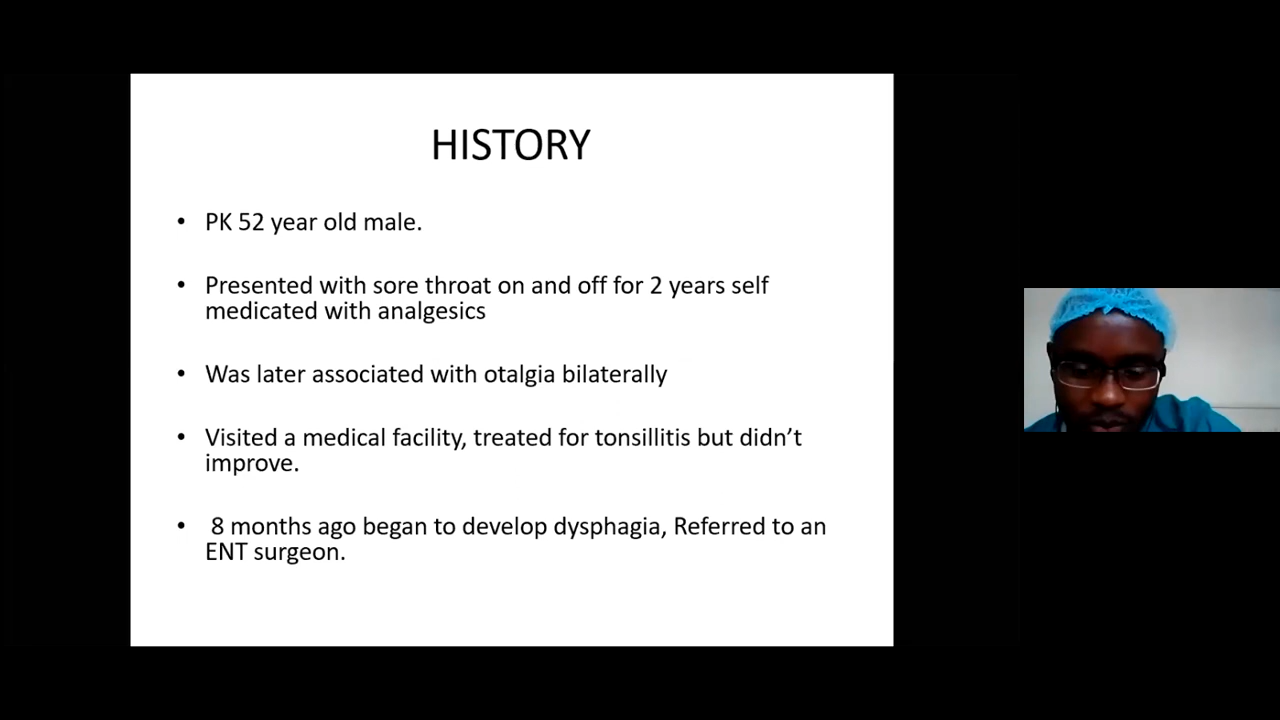 HISTORY
• PK 52 year old male.
• Presented with sore throat on and off for 2 years self
medicated with analgesics
• Was later associated with otalgia bilaterally
• Visited a medical facility, treated for tonsillitis but didn’t
improve.
• 8 months ago began to develop dysphagia, Referred to an
ENT surgeon.